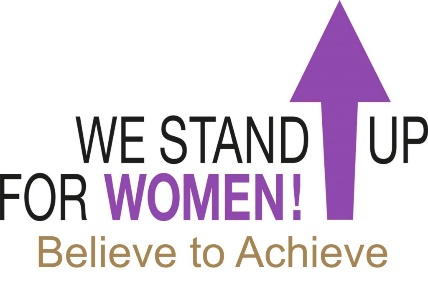 WE STAND UP
FOR WOMEN!
Believe to Achieve